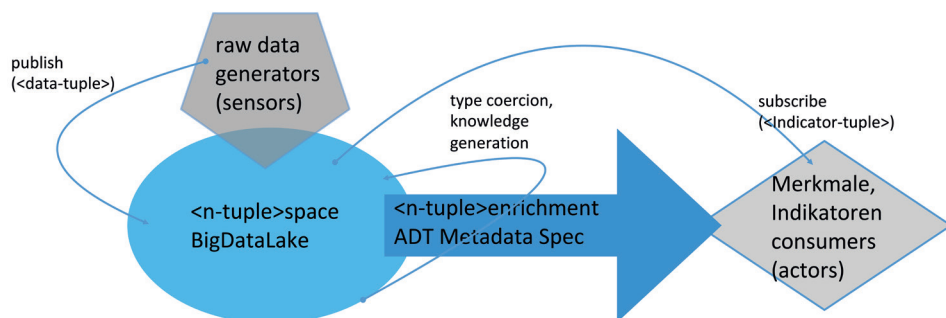 raw data
generators
(sensors)
publish
(<data-tuple>)
type coercion,
knowledge
generation
subscribe
(<Indicator-tuple>)
<n-tuple>space
BigDataLake
<n-tuple>enrichment
ADT Metadata Spec
Merkmale,
Indikatoren
consumers
(actors)